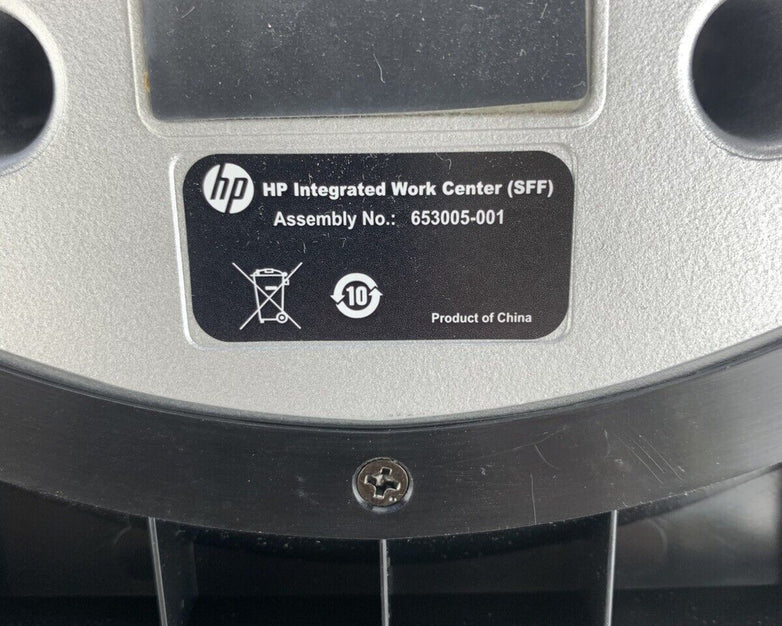 hp HP Integrated Work Center (SFF)
Assembly No.: 653005-001
10
Product of China